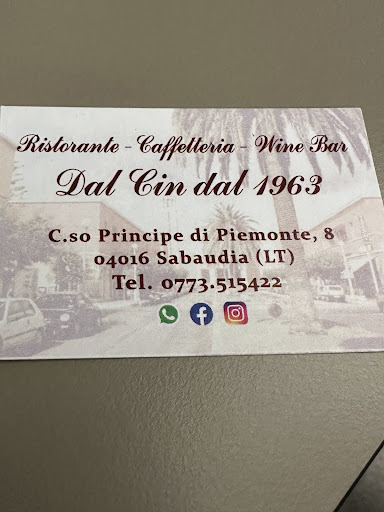 Ristorante - Caffetteria - Wine Bar
Dal Cin dal 1963
C.so Principe di Piemonte, 8
04016 Sabaudia (LT)
Tel. 0773.515422